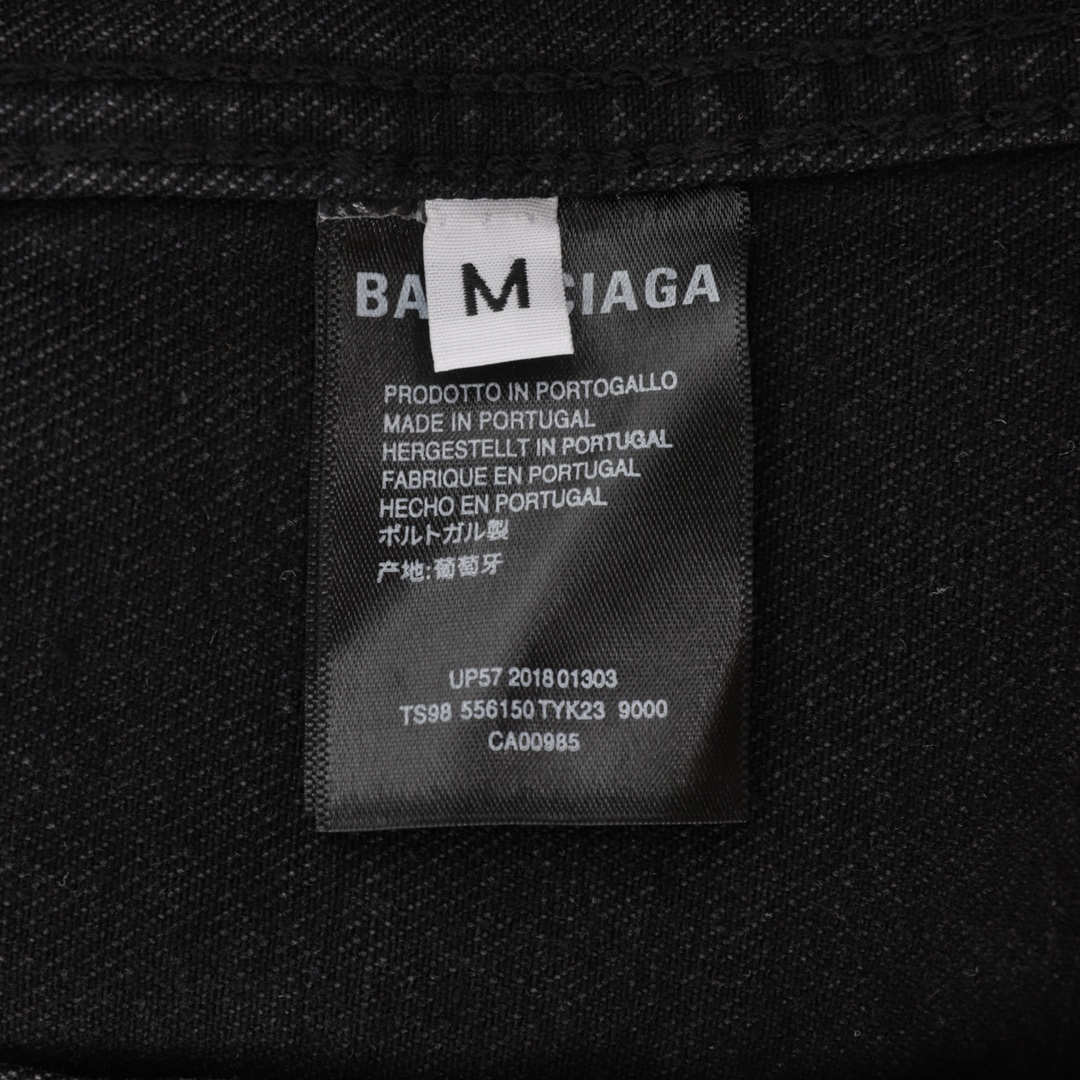 BA CIAGA
M
PRODOTTO IN PORTOGALLO
MADE IN PORTUGAL
HERGESTELLT IN PORTUGAL
FABRIQUE EN PORTUGAL
HECHO EN PORTUGAL
ポルトガル製
产地:葡萄牙
UP57 2018 01303
TS98 556150 TYK23 9000
CA00985